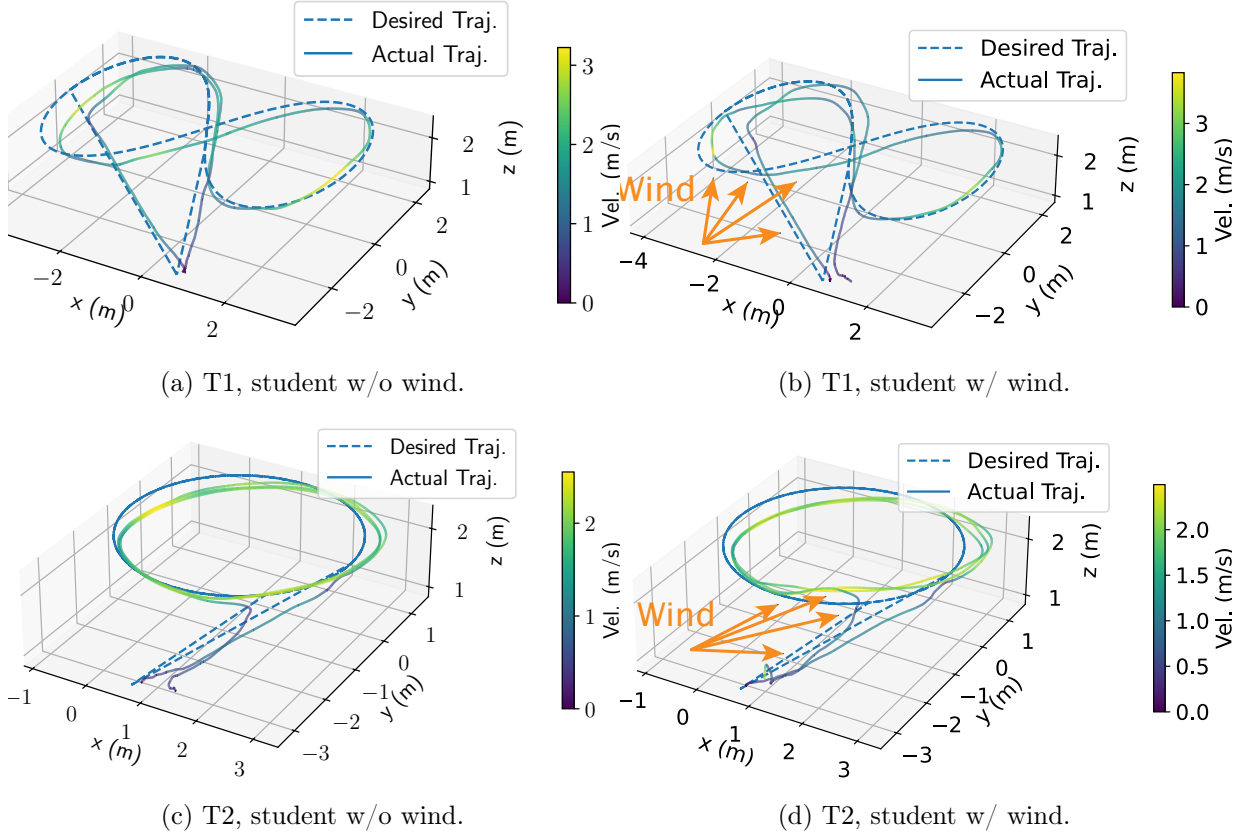 Desired Traj.
Actual Traj.
2
1
z (m)
−2
0
2
x (m)
−2
0
2
y (m)
3
2
1
0
Vel. (m/s)
(a) T1, student w/o wind.
Desired Traj.
Actual Traj.
Wind
2
1
z (m)
−4
−2
0
2
x (m)
−2
0
2
y (m)
3
2
1
0
Vel. (m/s)
(b) T1, student w/ wind.
Desired Traj.
Actual Traj.
2
1
z (m)
−1
0
1
2
3
x (m)
−3
−2
−1
0
1
y (m)
2
1
0
Vel. (m/s)
(c) T2, student w/o wind.
Desired Traj.
Actual Traj.
Wind
2
1
z (m)
−1
0
1
2
3
x (m)
−3
−2
−1
0
1
y (m)
2.0
1.5
1.0
0.5
0.0
Vel. (m/s)
(d) T2, student w/ wind.